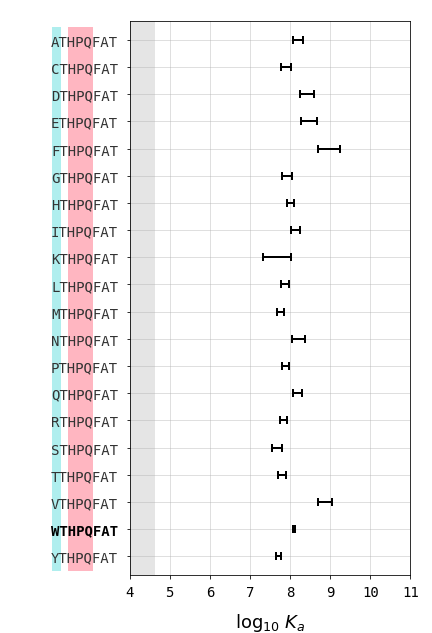 ATHPQFAT
CTHPQFAT
DTHPQFAT
ETHPQFAT
FTHPQFAT
GTHPQFAT
HTHPQFAT
ITHPQFAT
KTHPQFAT
LTHPQFAT
MTHPQFAT
NTHPQFAT
PTHPQFAT
QTHPQFAT
RTHPQFAT
STHPQFAT
TTHPQFAT
VTHPQFAT
WTHPQFAT
YTHPQFAT
4 5 6 7 8 9 10 11
log₁₀ Kₐ